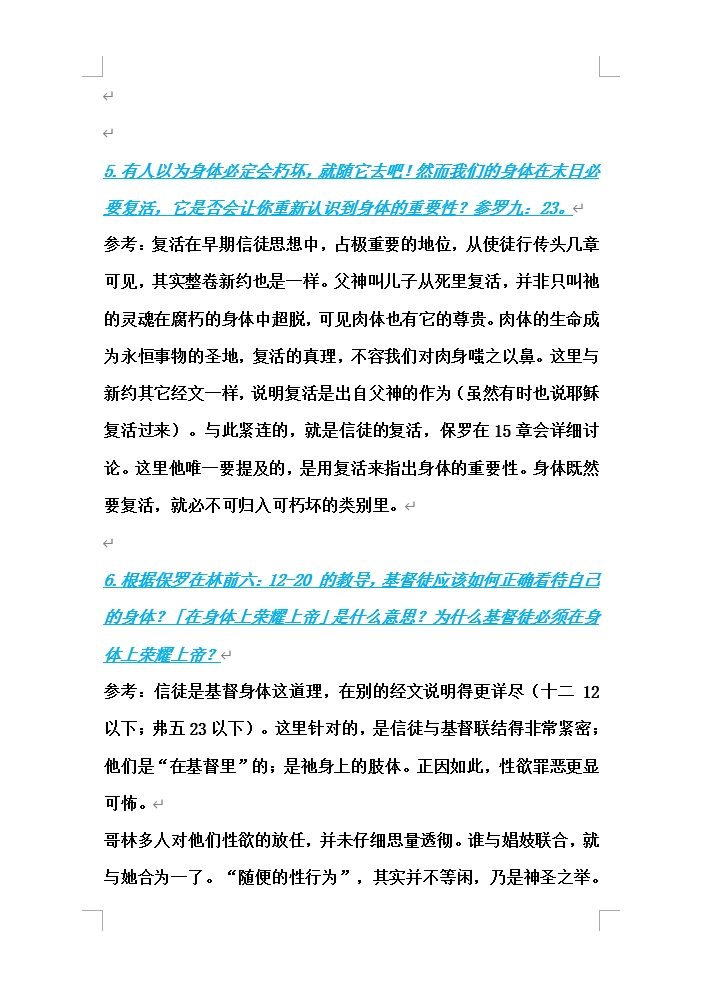 5.有人以为身体必定会朽坏，就随它去吧！然而我们的身体在末日必
要复活，它是否会让你重新认识到身体的重要性？参罗九：23。
参考：复活在早期信徒思想中，占极重要的地位，从使徒行传头几章
可见，其实整卷新约也是一样。父神叫儿子从死里复活，并非只叫祂
的灵魂在腐朽的身体中超脱，可见肉体也有它的尊贵。肉体的生命成
为永恒事物的圣地，复活的真理，不容我们对肉身嗤之以鼻。这里与
新约其它经文一样，说明复活是出自父神的作为（虽然有时也说耶稣
复活过来）。与此紧连的，就是信徒的复活，保罗在15章会详细讨
论。这里他唯一要提及的，是用复活来指出身体的重要性。身体既然
要复活，就必不可归入可朽坏的类别里。
6.根据保罗在林前六：12-20 的教导，基督徒应该如何正确看待自己
的身体？「在身体上荣耀上帝」是什么意思？为什么基督徒必须在身
体上荣耀上帝？
参考：信徒是基督身体这道理，在别的经文说明得更详尽（十二 12
以下；弗五23以下）。这里针对的，是信徒与基督联结得非常紧密；
他们是“在基督里”的；是祂身上的肢体。正因如此，性欲罪恶更显
可怖。
哥林多人对他们性欲的放任，并未仔细思量透彻。谁与娼妓联合，就
与她合为一了。“随便的性行为”，其实并不等闲，乃是神圣之举。